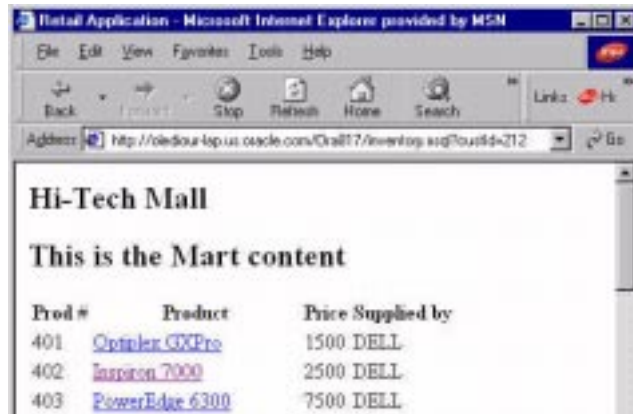 Retail Application - Microsoft Internet Explorer provided by MSN
File Edit View Favorites Tools Help
Back Forward Stop Refresh Home Search Links
Address
Go
Hi-Tech Mall
This is the Mart content
Prod # Product Price Supplied by
401 Optiplex GXPro 1500 DELL
402 Inspiron 7000 2500 DELL
403 PowerEdge 6300 7500 DELL